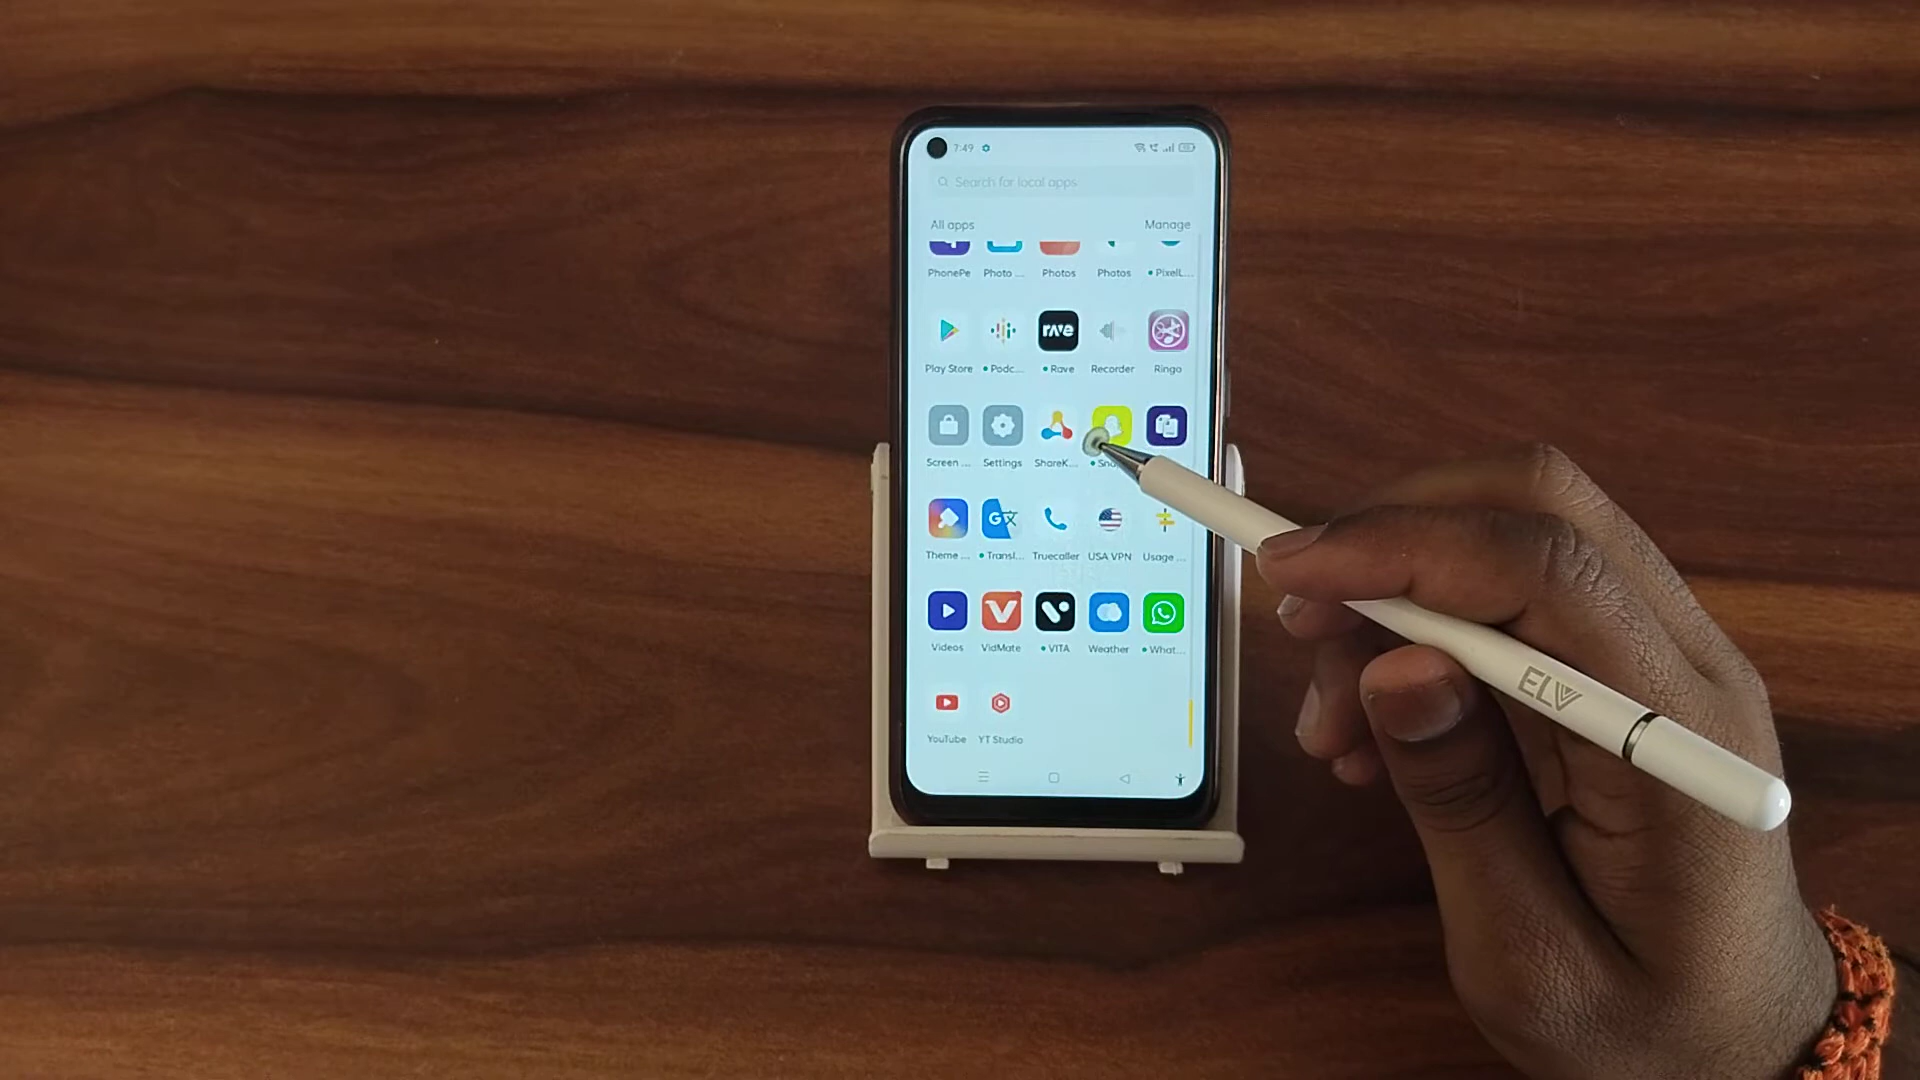 7:49
Search for local apps
All apps Manage
PhonePe Photo ... Photos Photos PixelL...
rave
Play Store Podc... Rave Recorder Ringo
Screen ... Settings ShareK... Sna
G
Theme ... Transl... Truecaller USA VPN Usage ...
Videos VidMate VITA Weather What...
YouTube YT Studio
ELV